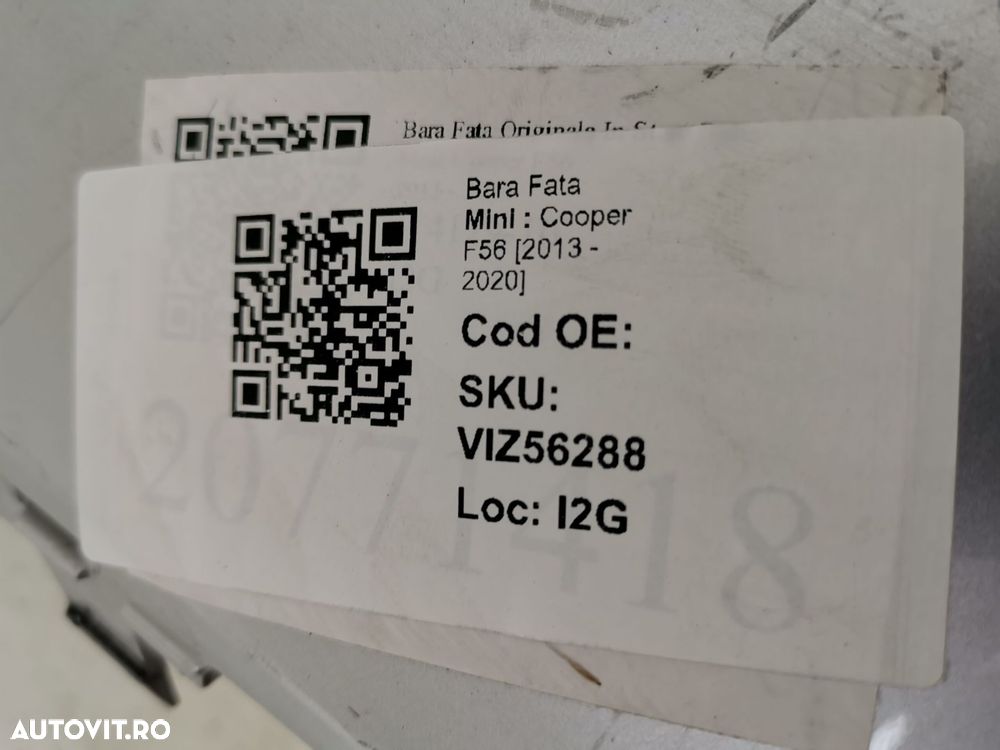 Bara Fata Originala In
Bara Fata
Mini : Cooper
F56 [2013 -
2020]
Cod OE:
SKU:
VIZ56288
Loc: I2G
20771418
AUTOVIT.RO